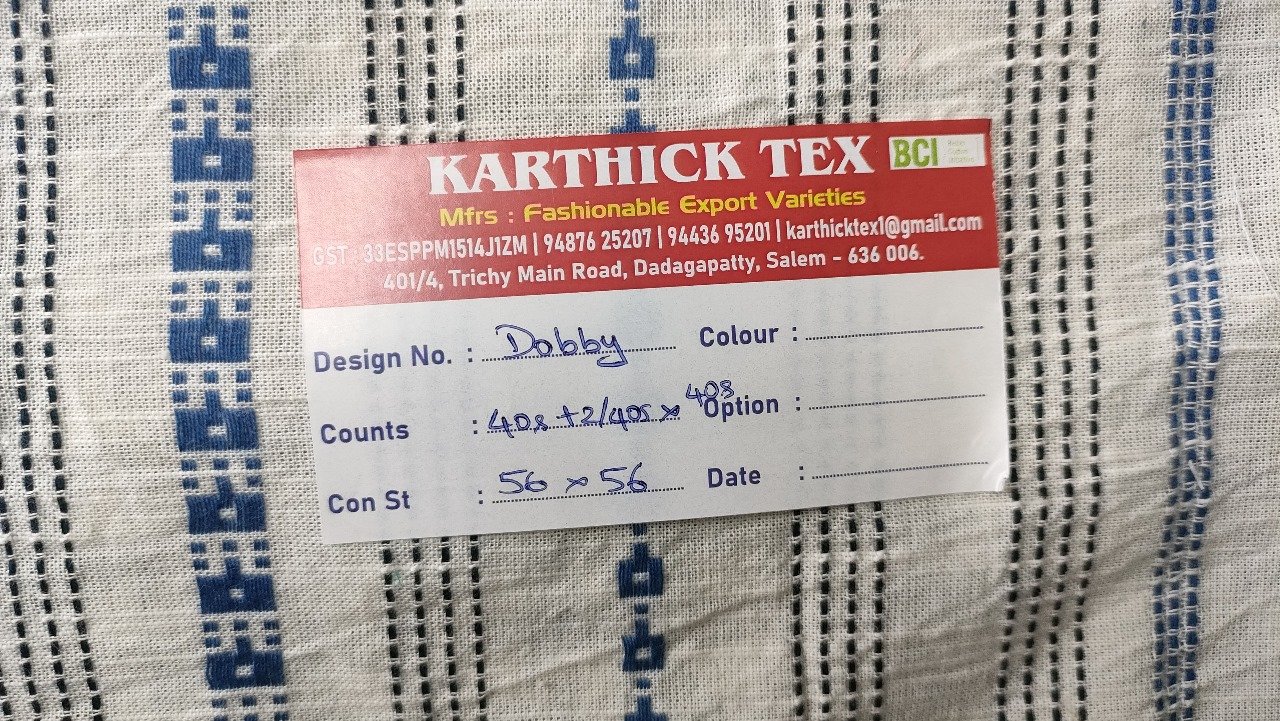 KARTHICK TEX BCI
Mfrs : Fashionable Export Varieties
GST : 33ESPPM1514J1ZM | 94876 25207 | 94436 95201 | karthicktex1@gmail.com
401/4, Trichy Main Road, Dadagapatty, Salem - 636 006.
Design No. : Dobby Colour :
Counts : 40s + 2/40s x 40s Option :
Con St : 56 x 56 Date :